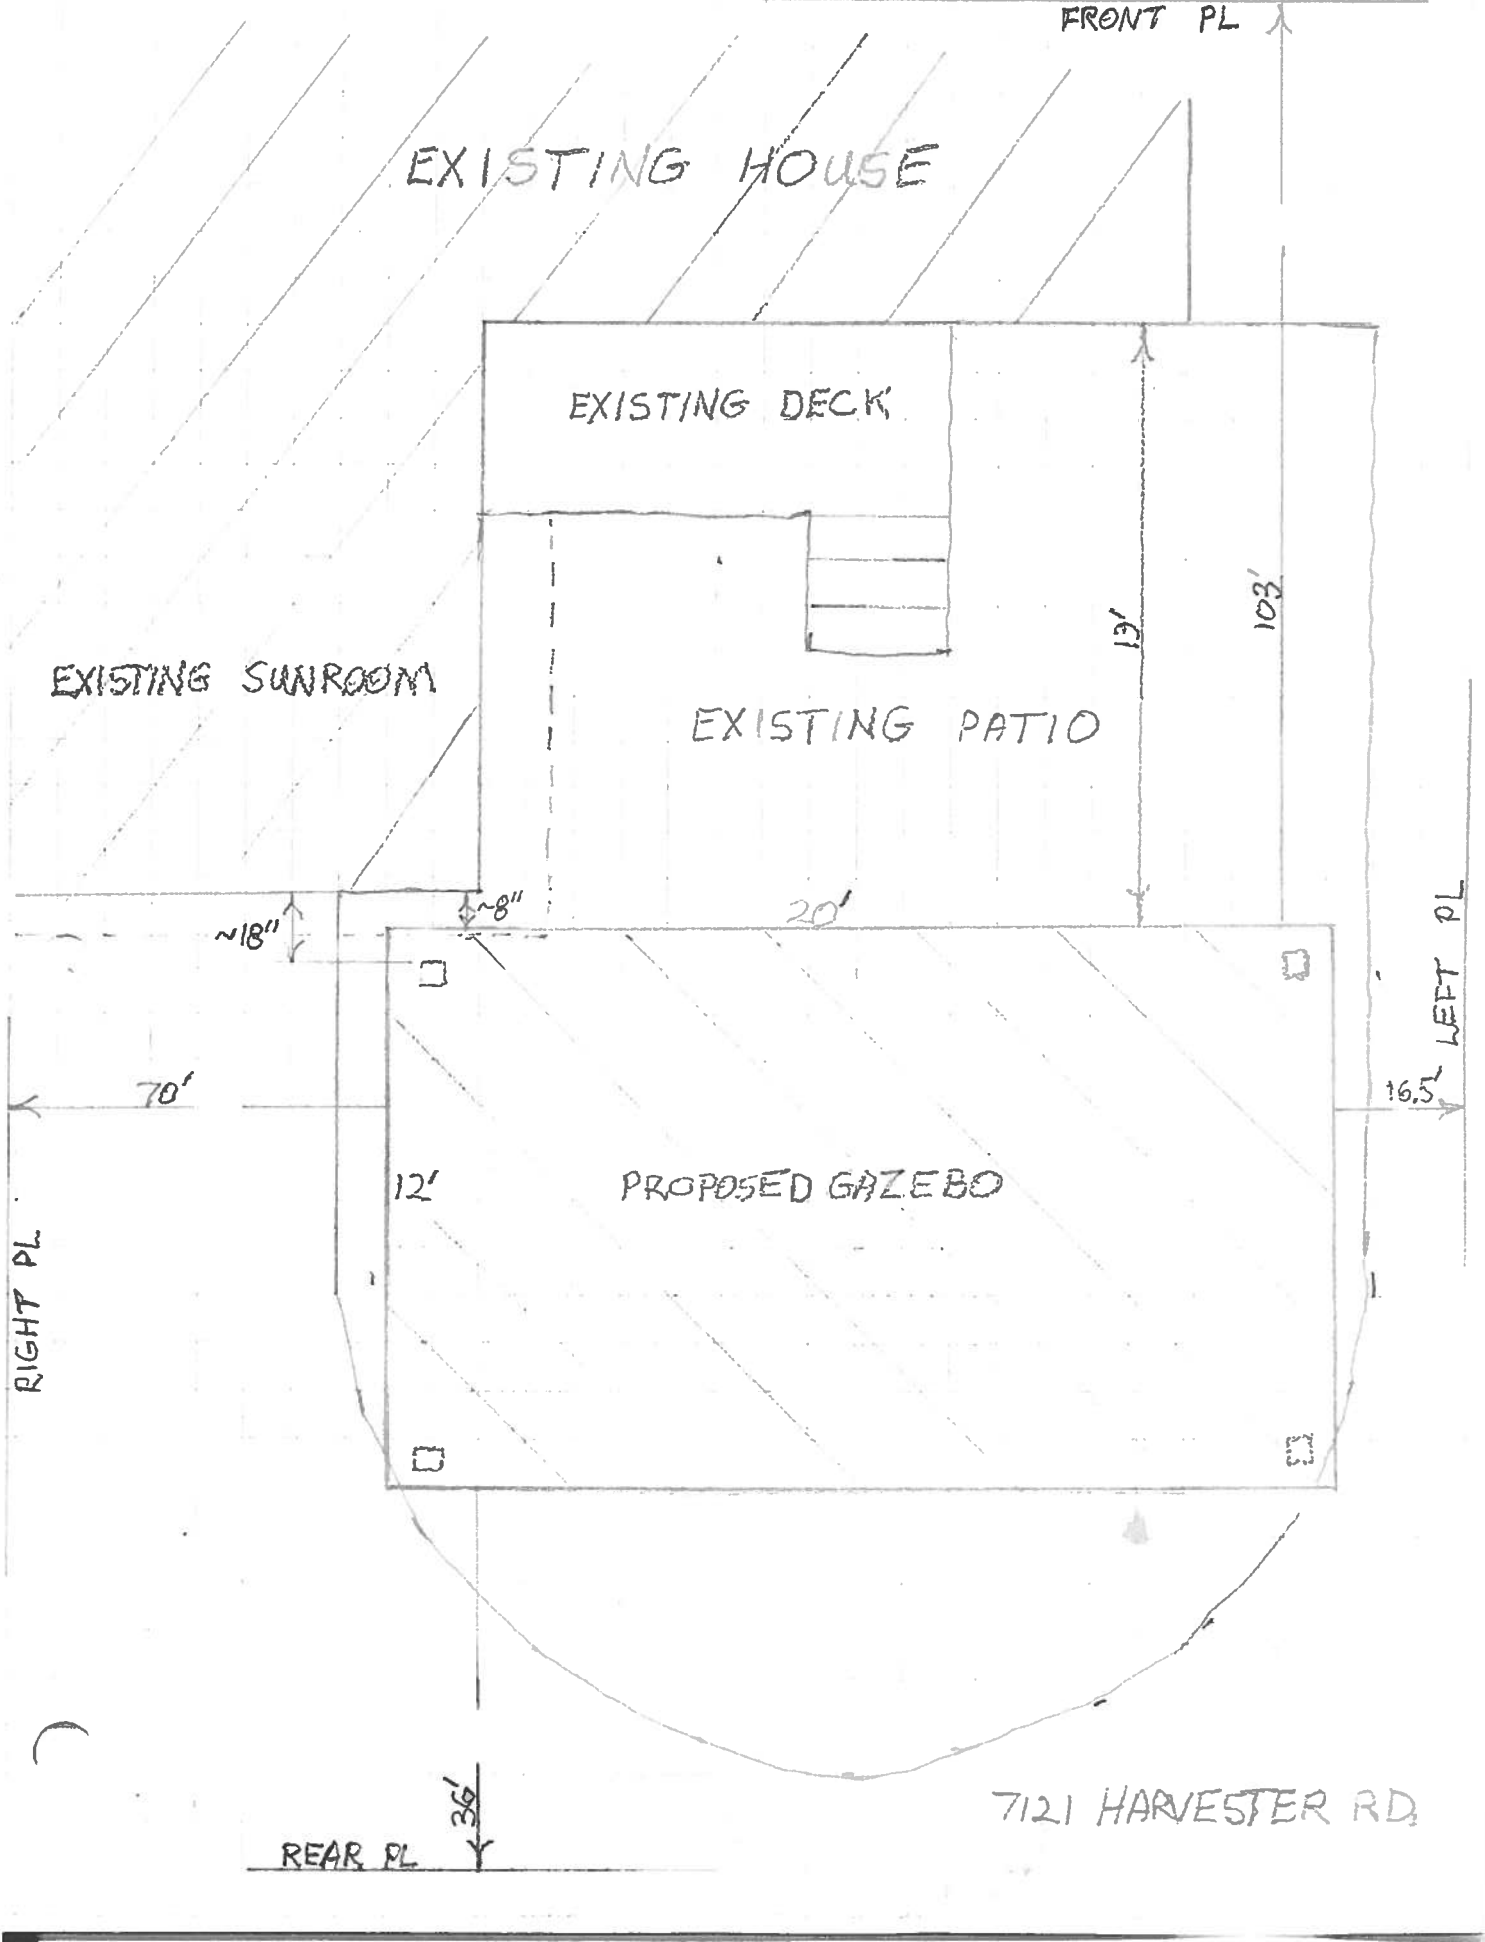 FRONT PL
EXISTING HOUSE
EXISTING DECK
103'
13'
EXISTING SUNROOM
EXISTING PATIO
~8"
20'
~18"
LEFT PL
70'
16.5'
12'
PROPOSED GAZEBO
RIGHT PL
36'
7121 HARVESTER RD.
REAR PL